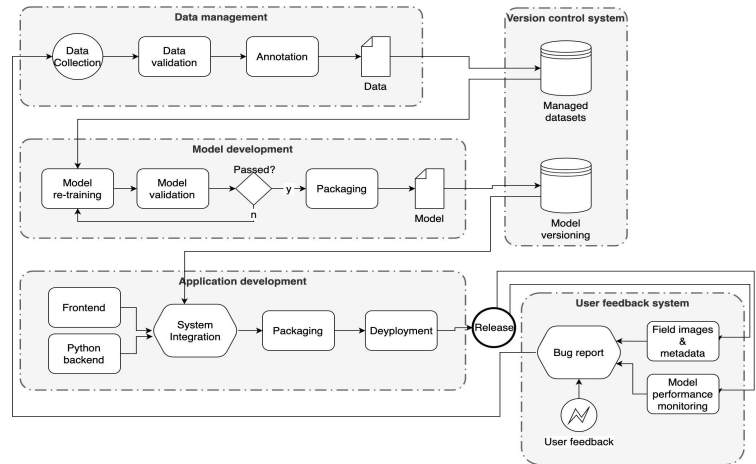 Data management
Version control system
Data
Collection
Data
validation
Annotation
Data
Managed
datasets
Model development
Model
re-training
Model
validation
Passed?
y
n
Packaging
Model
Model
versioning
Application development
Frontend
Python
backend
System
Integration
Packaging
Deyployment
Release
User feedback system
Bug report
Field images
&
metadata
Model
performance
monitoring
User feedback